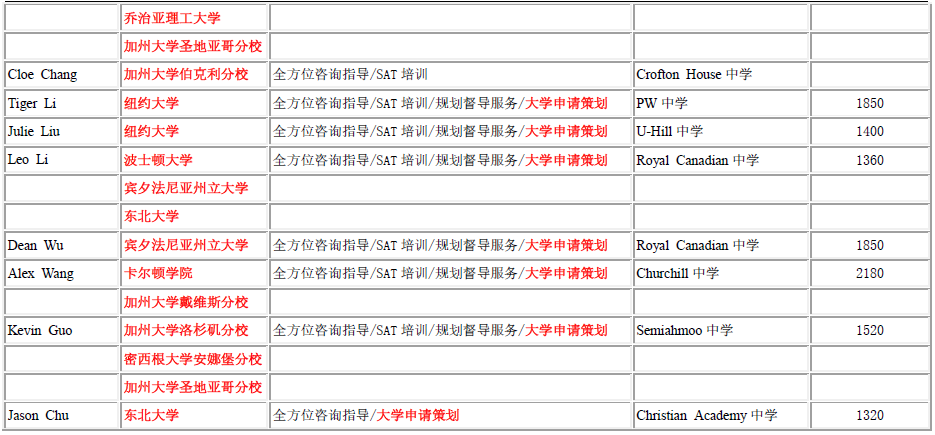 乔治亚理工大学
加州大学圣地亚哥分校
Cloe Chang 加州大学伯克利分校 全方位咨询指导/SAT 培训 Crofton House 中学
Tiger Li 纽约大学 全方位咨询指导/SAT 培训/规划督导服务/大学申请策划 PW 中学 1850
Julie Liu 纽约大学 全方位咨询指导/SAT 培训/规划督导服务/大学申请策划 U-Hill 中学 1400
Leo Li 波士顿大学 全方位咨询指导/SAT 培训/规划督导服务/大学申请策划 Royal Canadian 中学 1360
宾夕法尼亚州立大学
东北大学
Dean Wu 宾夕法尼亚州立大学 全方位咨询指导/SAT 培训/规划督导服务/大学申请策划 Royal Canadian 中学 1850
Alex Wang 卡尔顿学院 全方位咨询指导/SAT 培训/规划督导服务/大学申请策划 Churchill 中学 2180
加州大学戴维斯分校
Kevin Guo 加州大学洛杉矶分校 全方位咨询指导/SAT 培训/规划督导服务/大学申请策划 Semiahmoo 中学 1520
密西根大学安娜堡分校
加州大学圣地亚哥分校
Jason Chu 东北大学 全方位咨询指导/大学申请策划 Christian Academy 中学 1320